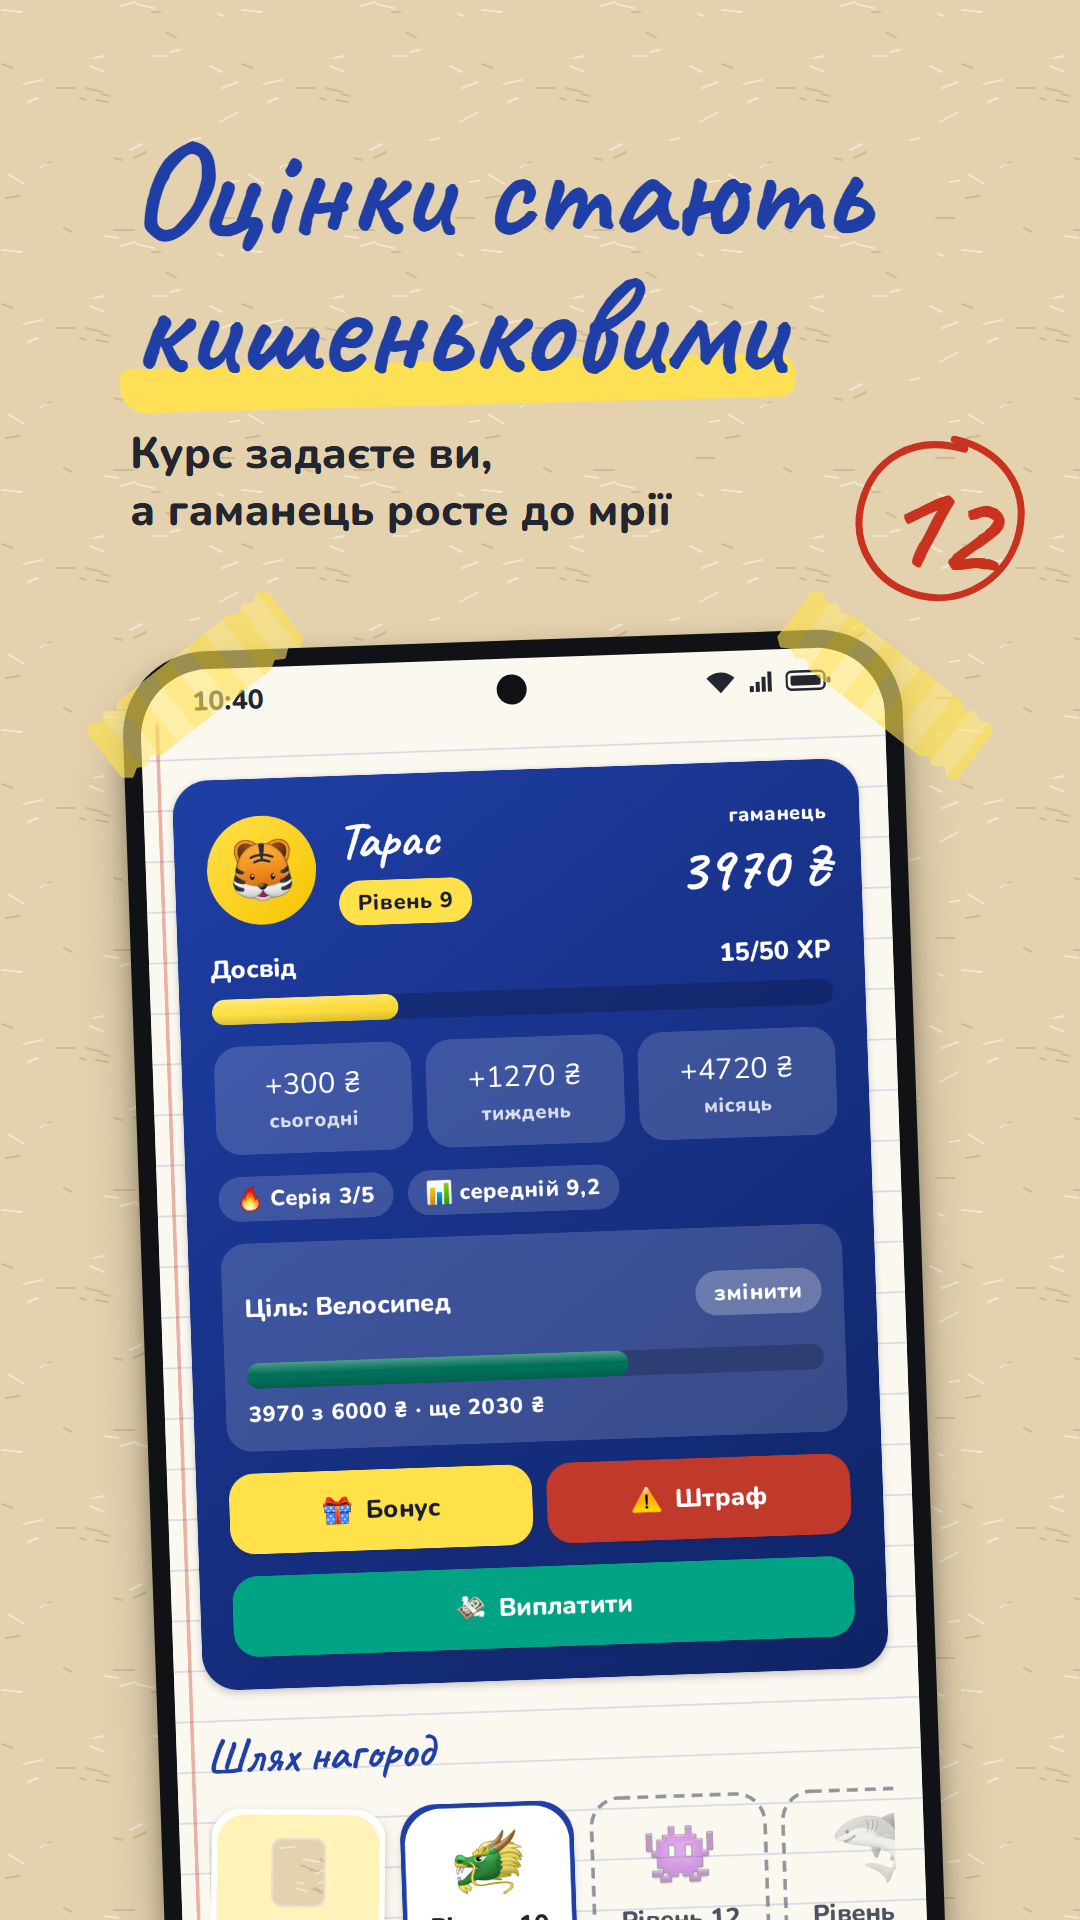 Оцінки стають
кишеньковими
Курс задаєте ви,
а гаманець росте до мрії
12
10:40
Тарас
гаманець
3970 ₴
Рівень 9
Досвід
15/50 XP
+300 ₴
сьогодні
+1270 ₴
тиждень
+4720 ₴
місяць
Серія 3/5
середній 9,2
Ціль: Велосипед
змінити
3970 з 6000 ₴ · ще 2030 ₴
Бонус
Штраф
Виплатити
Шлях нагород
Рівень 10
Рівень 12
Рівень